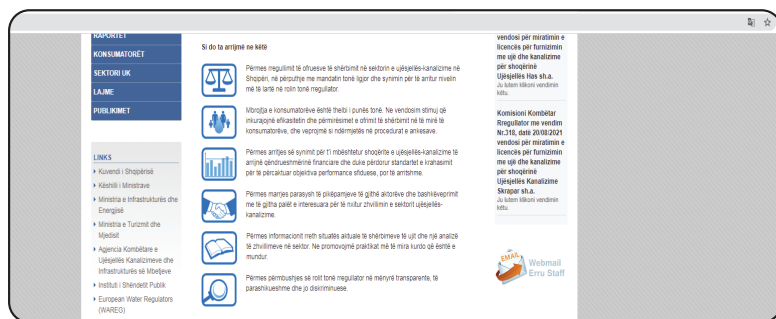 RAPORTET
KONSUMATORËT
SEKTORI UK
LAJME
PUBLIKIMET
LINKS
Kuvendi i Shqipërisë
Këshilli i Ministrave
Ministria e Infrastrukturës dhe
Energjisë
Ministria e Turizmit dhe
Mjedisit
Agjencia Kombëtare e
Ujësjellës Kanalizimeve dhe
Infrastrukturës së Mbetjeve
Instituti i Shëndetit Publik
European Water Regulators
(WAREG)
Si do ta arrijmë ne këtë
Përmes rregullimit të ofruesve të shërbimit në sektorin e ujësjellës-kanalizime në
Shqipëri, në përputhje me mandatin tonë ligjor dhe synimin për të arritur nivelin
më të lartë në rolin tonë rregullator.
Mbrojtja e konsumatorëve është thelbi i punës tonë. Ne vendosim stimuj që
inkurajojnë efikasitetin dhe përmirësimet e ofrimit të shërbimit në të mirë të
konsumatorëve, dhe veprojmë si ndërmjetës në procedurat e ankesave.
Përmes arritjes së synimit për t'i mbështetur shoqëritë e ujësjellës-kanalizime të
arrijnë qëndrueshmërinë financiare dhe duke përdorur standartet e krahasimit
për të përcaktuar objektiva performance sfiduese, por të arritshme.
Përmes marrjes parasysh të pikëpamjeve të gjithë aktorëve dhe bashkëveprimit
me të gjitha palët e interesuara për të nxitur zhvillimin e sektorit ujësjellës-
kanalizime.
Përmes informacionit rreth situatës aktuale të shërbimeve të ujit dhe një analizë
të zhvillimeve në sektor. Ne promovojmë praktikat më të mira kurdo që është e
mundur.
Përmes përmbushjes së rolit tonë rregullator në mënyrë transparente, të
parashikueshme dhe jo diskriminuese.
vendosi për miratimin e
licencës për furnizimin
me ujë dhe kanalizime
për shoqërinë
Ujësjellës Has sh.a.
Ju lutem klikoni vendimin
këtu.
Komisioni Kombëtar
Rregullator me vendim
Nr.318, datë 20/08/2021
vendosi për miratimin e
licencës për furnizimin
me ujë dhe kanalizime
për shoqërinë
Ujësjellës Kanalizime
Skrapar sh.a.
Ju lutem klikoni vendimin
këtu.
EMAIL
Webmail
Erru Staff